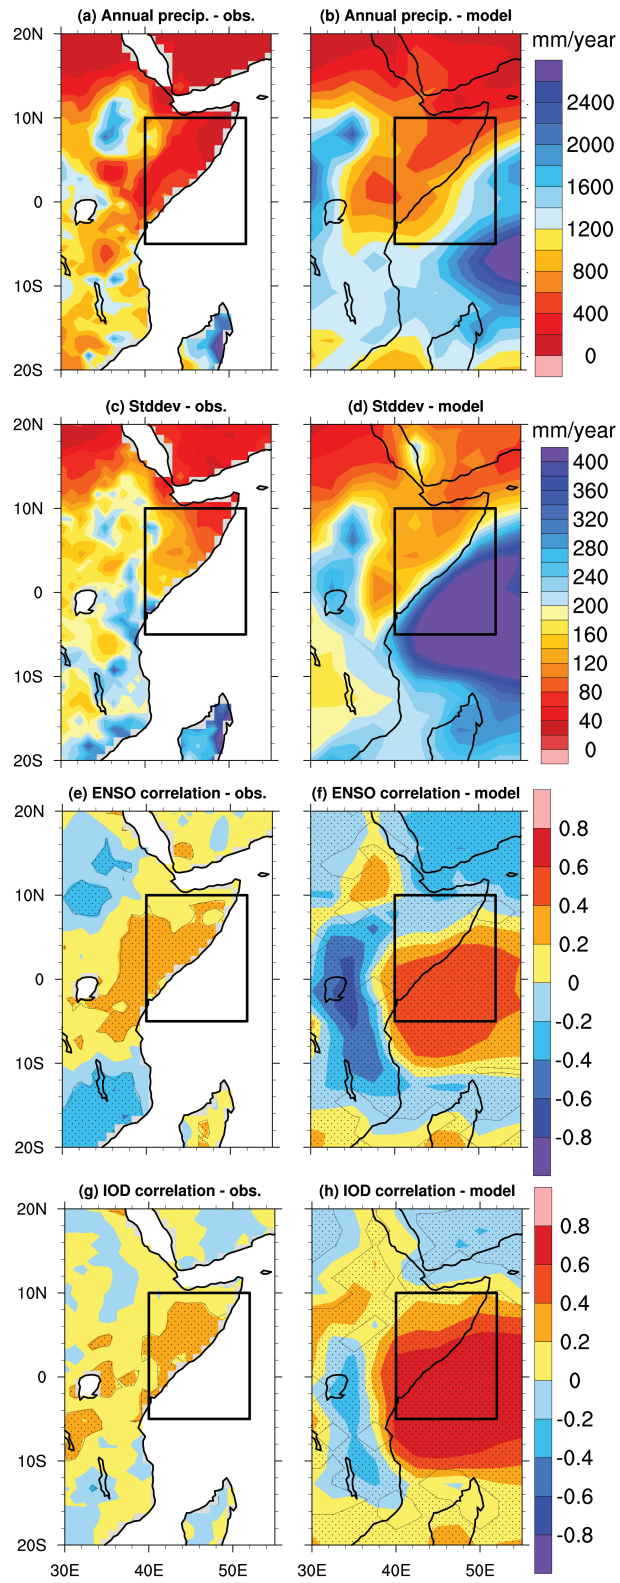 (a) Annual precip. - obs.
(b) Annual precip. - model
20N
10N
0
10S
20S
mm/year
2400
2000
1600
1200
800
400
0
(c) Stddev - obs.
(d) Stddev - model
20N
10N
0
10S
20S
mm/year
400
360
320
280
240
200
160
120
80
40
0
(e) ENSO correlation - obs.
(f) ENSO correlation - model
20N
10N
0
10S
20S
0.8
0.6
0.4
0.2
0
-0.2
-0.4
-0.6
-0.8
(g) IOD correlation - obs.
(h) IOD correlation - model
20N
10N
0
10S
20S
30E 40E 50E
30E 40E 50E
0.8
0.6
0.4
0.2
0
-0.2
-0.4
-0.6
-0.8